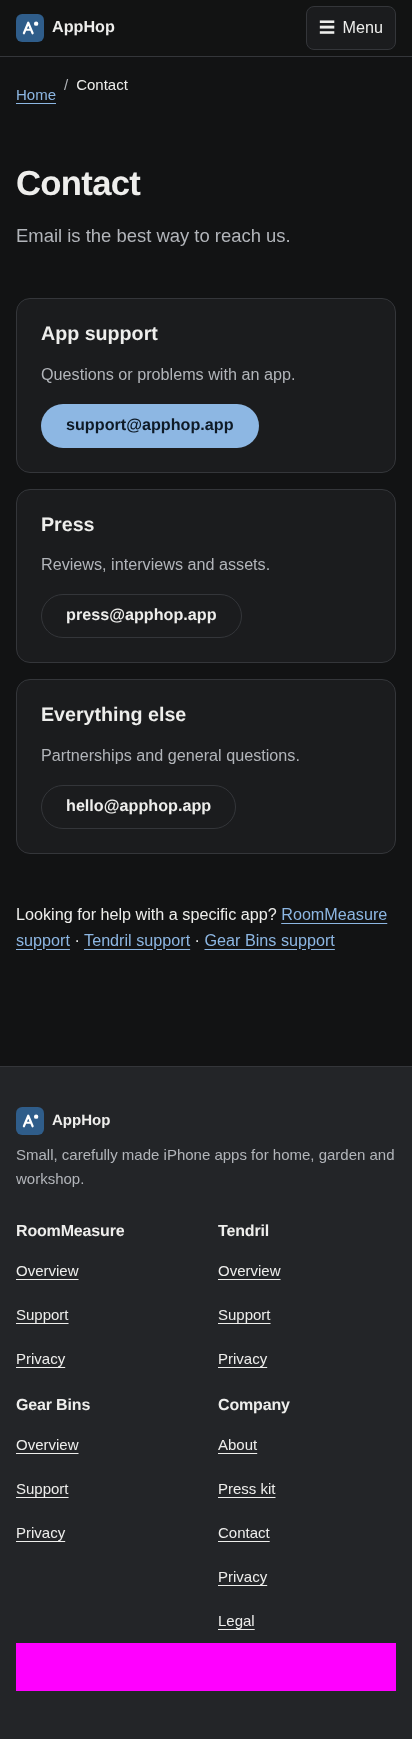 AppHop
☰ Menu
Home / Contact
Contact
Email is the best way to reach us.
App support
Questions or problems with an app.
support@apphop.app
Press
Reviews, interviews and assets.
press@apphop.app
Everything else
Partnerships and general questions.
hello@apphop.app
Looking for help with a specific app? RoomMeasure
support · Tendril support · Gear Bins support
AppHop
Small, carefully made iPhone apps for home, garden and
workshop.
RoomMeasure
Overview
Support
Privacy
Tendril
Overview
Support
Privacy
Gear Bins
Overview
Support
Privacy
Company
About
Press kit
Contact
Privacy
Legal